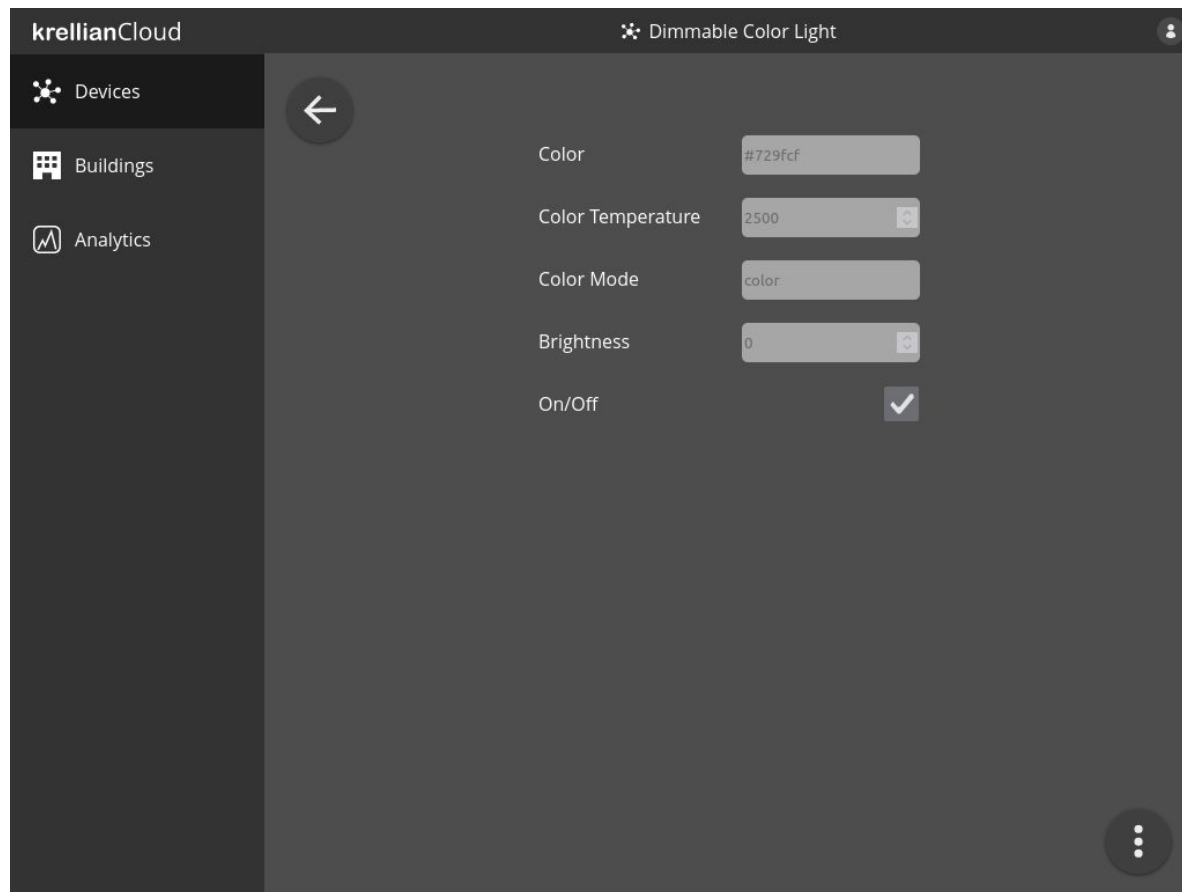 krellianCloud
Dimmable Color Light
Devices
Buildings
Analytics
Color #729fcf
Color Temperature 2500
Color Mode color
Brightness 0
On/Off